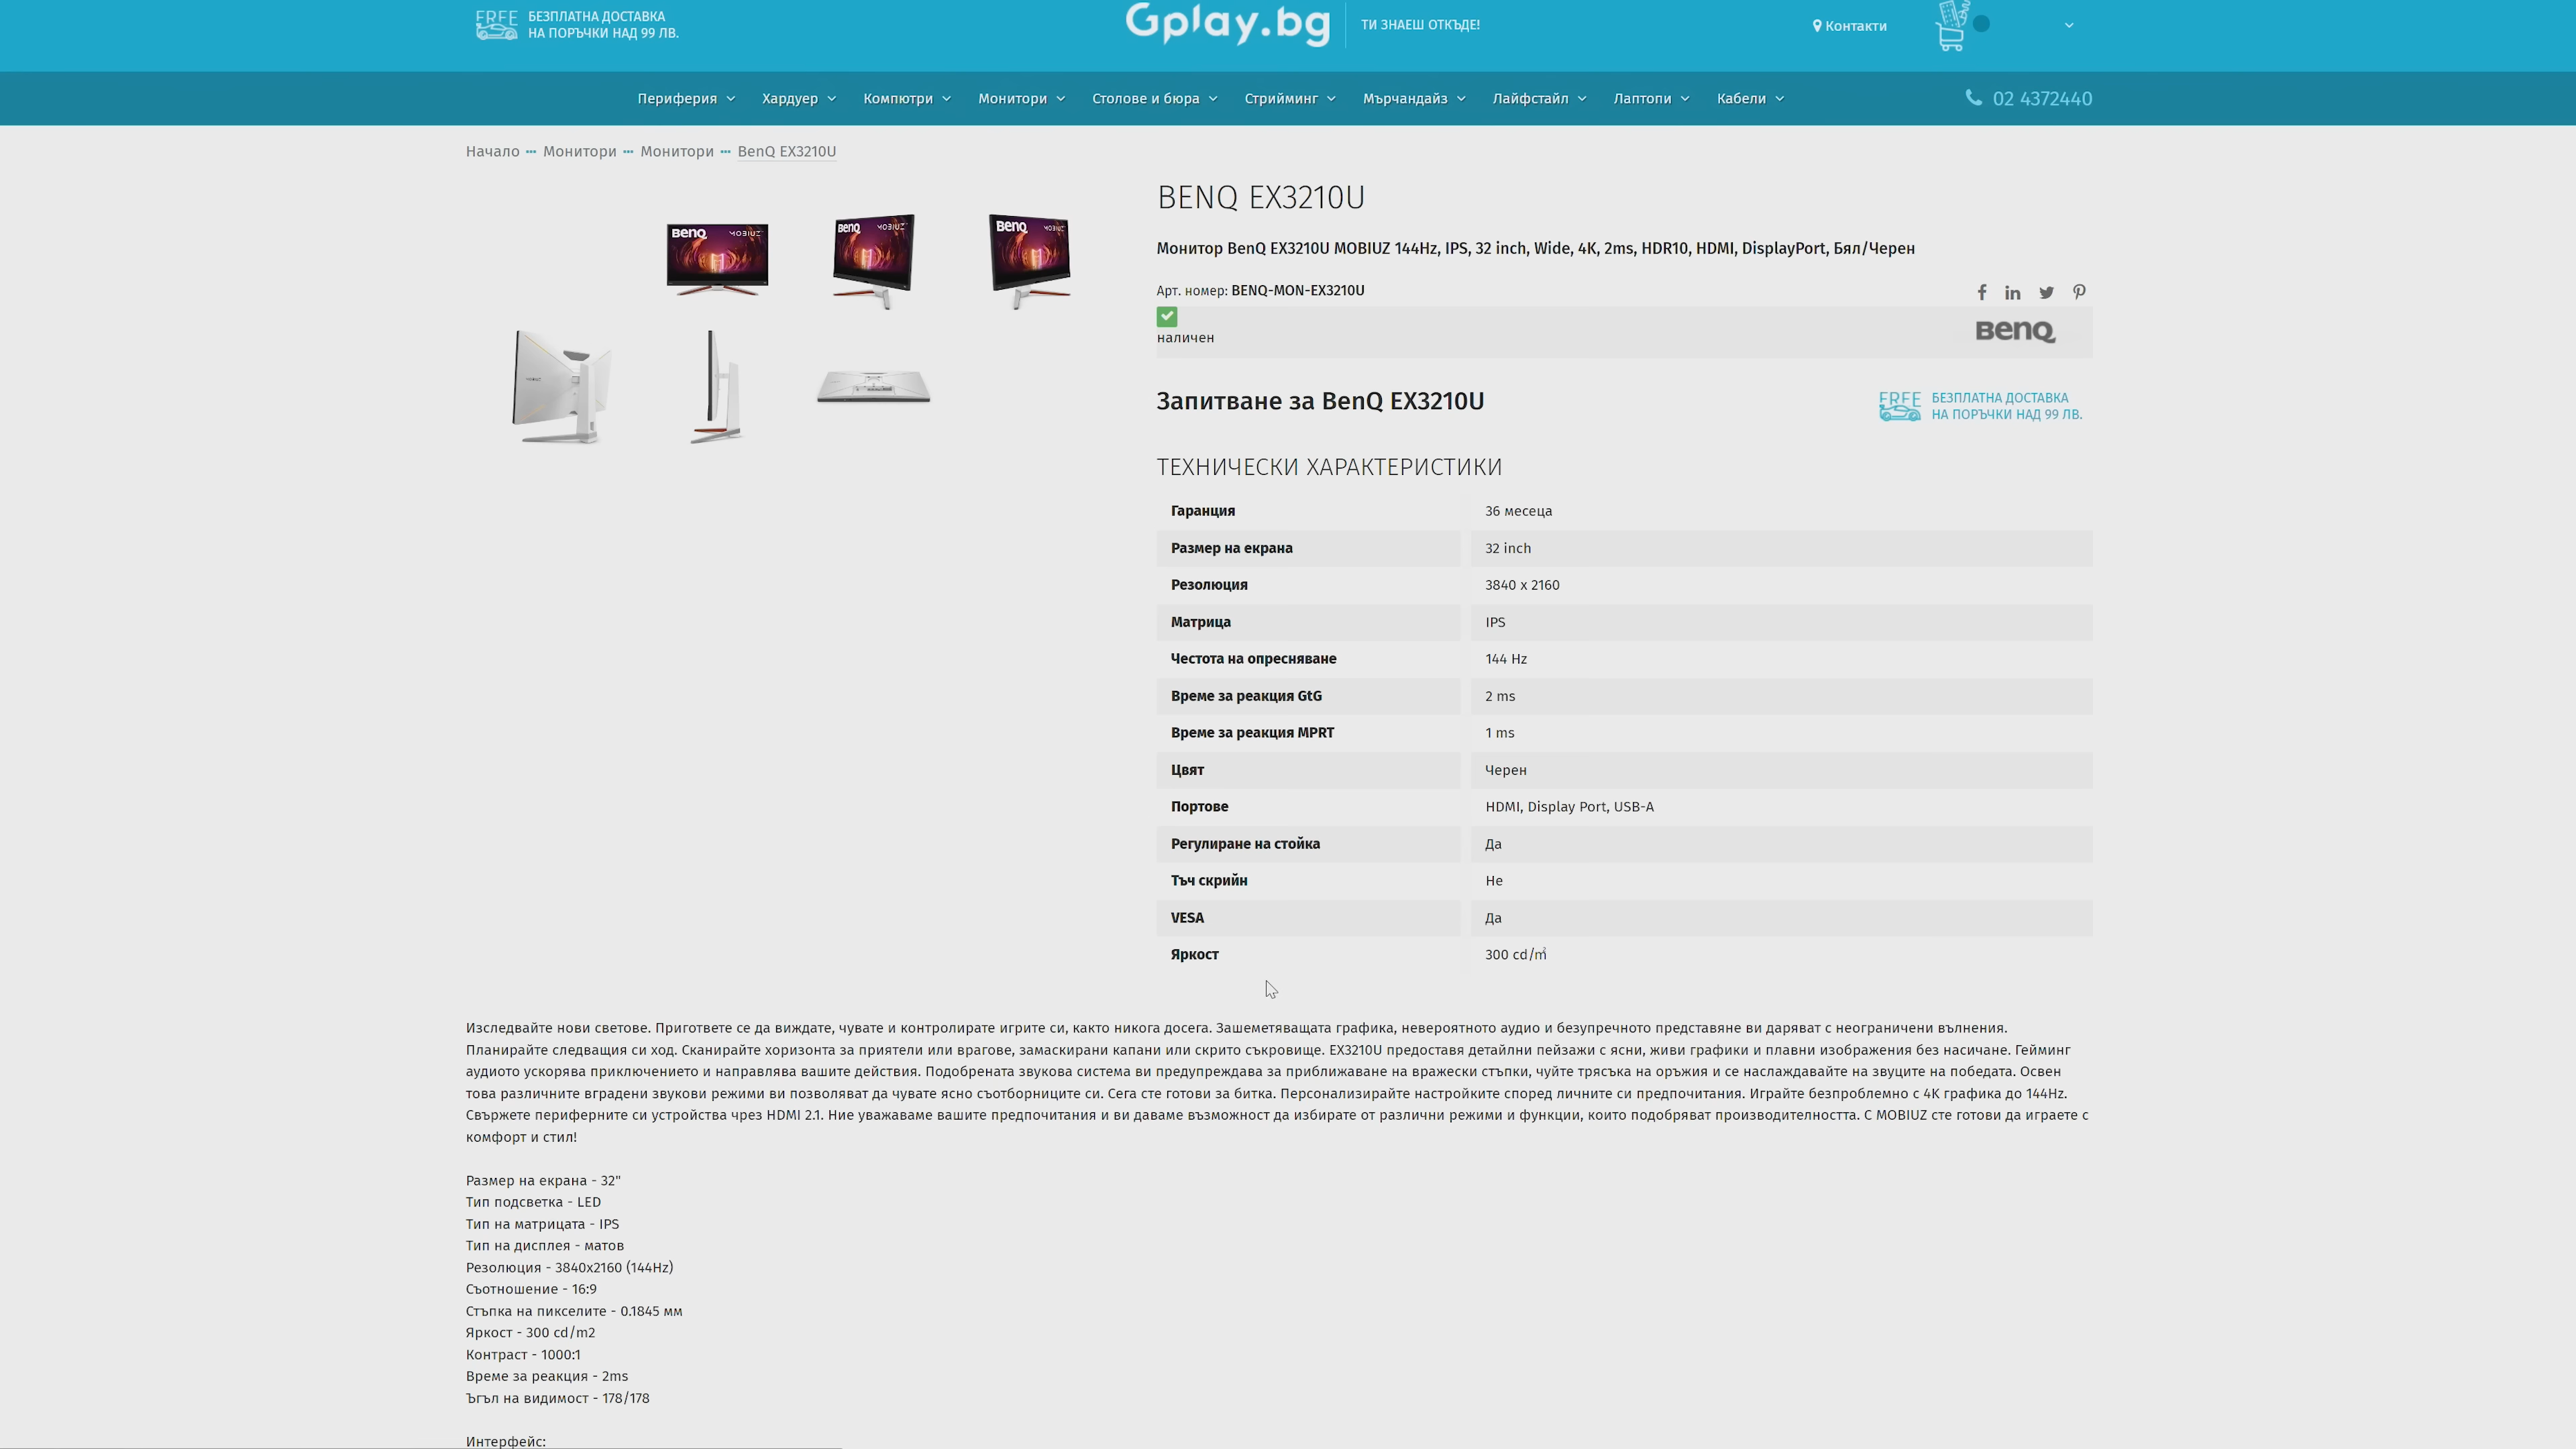 FREE
БЕЗПЛАТНА ДОСТАВКА
НА ПОРЪЧКИ НАД 99 ЛВ.
Gplay.bg
ТИ ЗНАЕШ ОТКЪДЕ!
Контакти
Периферия
Хардуер
Компютри
Монитори
Столове и бюра
Стрийминг
Мърчандайз
Лайфстайл
Лаптопи
Кабели
02 4372440
Начало ··· Монитори ··· Монитори ··· BenQ EX3210U
BenQ MOBIUZ
BenQ MOBIUZ
BenQ MOBIUZ
BENQ EX3210U
Монитор BenQ EX3210U MOBIUZ 144Hz, IPS, 32 inch, Wide, 4K, 2ms, HDR10, HDMI, DisplayPort, Бял/Черен
Арт. номер: BENQ-MON-EX3210U
наличен
BenQ
Запитване за BenQ EX3210U
FREE
БЕЗПЛАТНА ДОСТАВКА
НА ПОРЪЧКИ НАД 99 ЛВ.
ТЕХНИЧЕСКИ ХАРАКТЕРИСТИКИ
Гаранция 36 месеца
Размер на екрана 32 inch
Резолюция 3840 x 2160
Матрица IPS
Честота на опресняване 144 Hz
Време за реакция GtG 2 ms
Време за реакция MPRT 1 ms
Цвят Черен
Портове HDMI, Display Port, USB-A
Регулиране на стойка Да
Тъч скрийн Не
VESA Да
Яркост 300 cd/㎡
Изследвайте нови светове. Пригответе се да виждате, чувате и контролирате игрите си, както никога досега. Зашеметяващата графика, невероятното аудио и безупречното представяне ви даряват с неограничени вълнения.
Планирайте следващия си ход. Сканирайте хоризонта за приятели или врагове, замаскирани капани или скрито съкровище. EX3210U предоставя детайлни пейзажи с ясни, живи графики и плавни изображения без насичане. Гейминг
аудиото ускорява приключението и направлява вашите действия. Подобрената звукова система ви предупреждава за приближаване на вражески стъпки, чуйте трясъка на оръжия и се наслаждавайте на звуците на победата. Освен
това различните вградени звукови режими ви позволяват да чувате ясно съотборниците си. Сега сте готови за битка. Персонализирайте настройките според личните си предпочитания. Играйте безпроблемно с 4K графика до 144Hz.
Свържете периферните си устройства чрез HDMI 2.1. Ние уважаваме вашите предпочитания и ви даваме възможност да избирате от различни режими и функции, които подобряват производителността. С MOBIUZ сте готови да играете с
комфорт и стил!
Размер на екрана - 32"
Тип подсветка - LED
Тип на матрицата - IPS
Тип на дисплея - матов
Резолюция - 3840x2160 (144Hz)
Съотношение - 16:9
Стъпка на пикселите - 0.1845 мм
Яркост - 300 cd/m2
Контраст - 1000:1
Време за реакция - 2ms
Ъгъл на видимост - 178/178
Интерфейс: